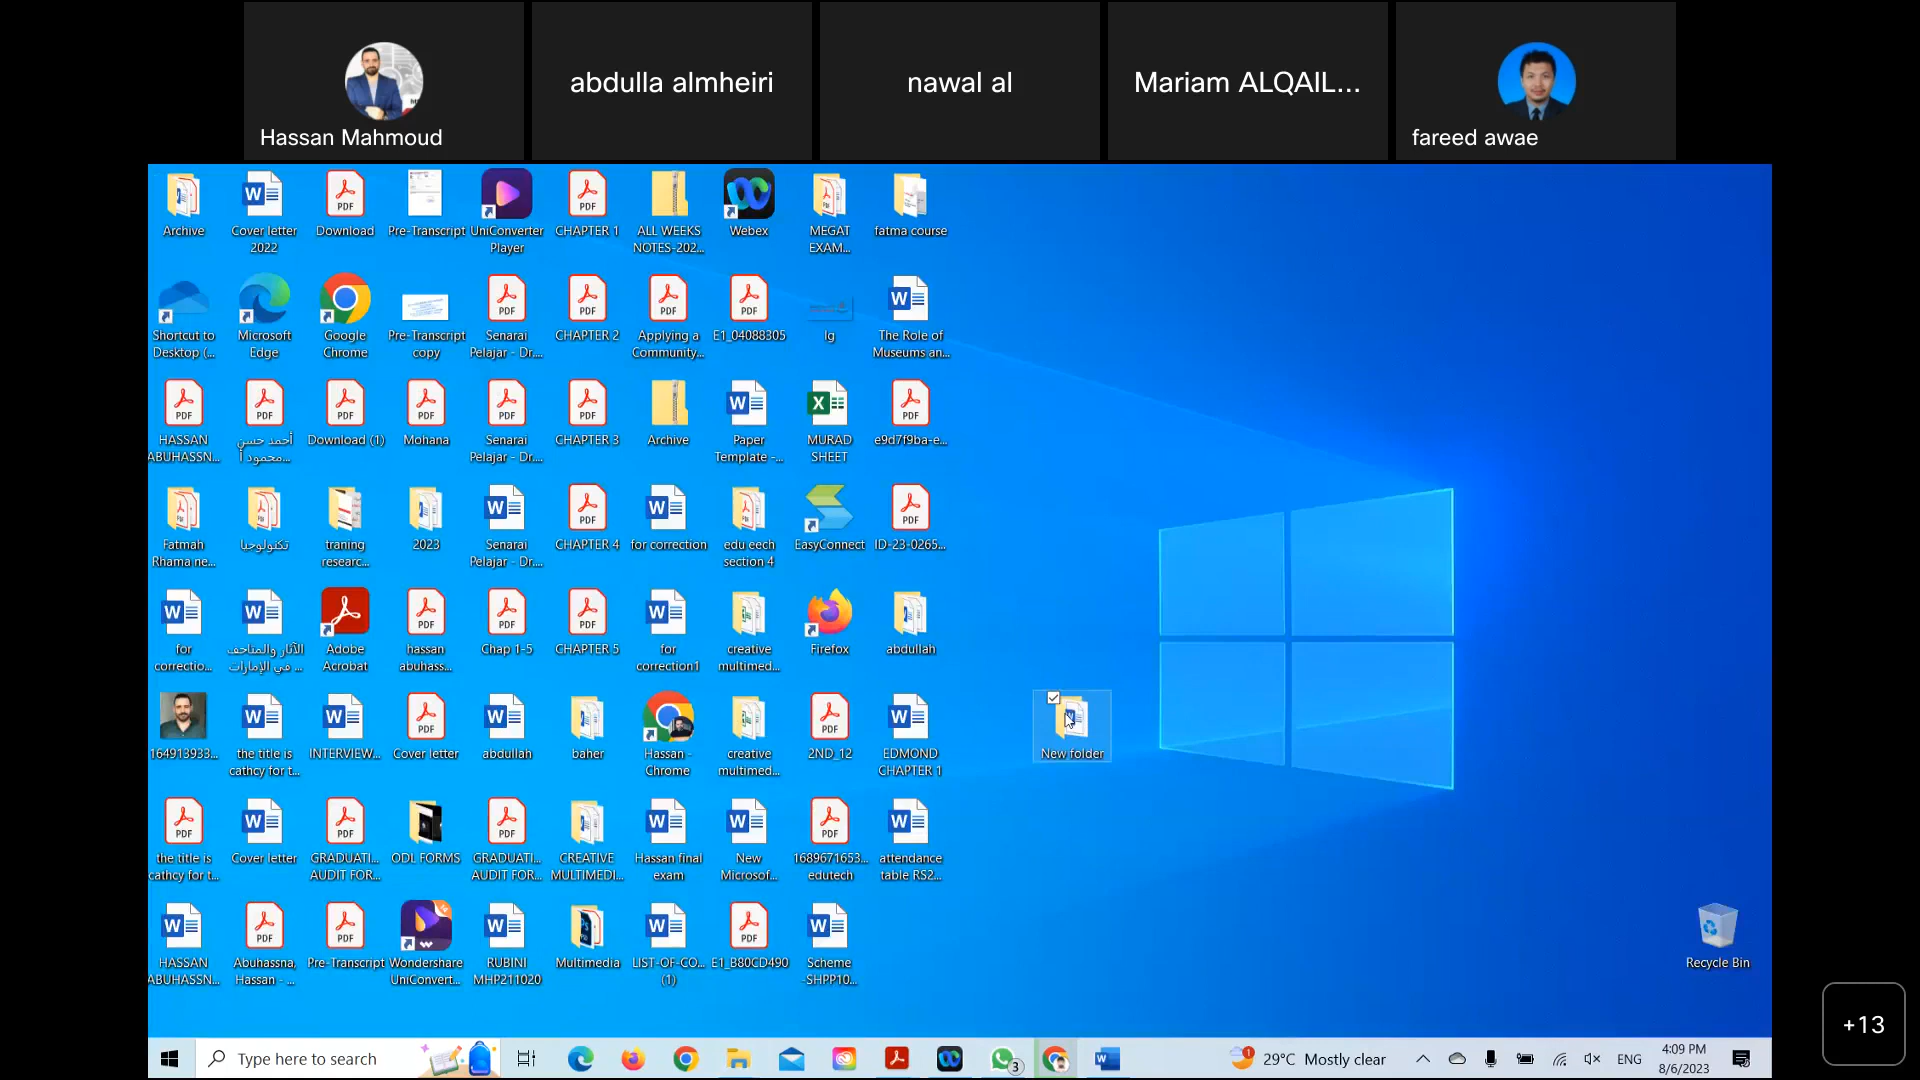 Hassan Mahmoud
abdulla almheiri
nawal al
Mariam ALQAIL...
fareed awae
Archive
Cover letter
2022
Download
Pre-Transcript
UniConverter
Player
CHAPTER 1
ALL WEEKS
NOTES-202...
Webex
MEGAT
EXAM...
fatma course
Shortcut to
Desktop (...
Microsoft
Edge
Google
Chrome
Pre-Transcript
copy
Senarai
Pelajar - Dr....
CHAPTER 2
Applying a
Community...
E1_04088305
lg
The Role of
Museums an...
HASSAN
ABUHASSN...
أحمد حسن
محمود أ...
Download (1)
Mohana
Senarai
Pelajar - Dr....
CHAPTER 3
Archive
Paper
Template -...
MURAD
SHEET
e9d7f9ba-e...
Fatmah
Rhama ne...
تكنولوجيا
traning
researc...
2023
Senarai
Pelajar - Dr....
CHAPTER 4
for correction
edu eech
section 4
EasyConnect
ID-23-0265...
for
correctio...
الآثار والمتاحف
في الإمارات ...
Adobe
Acrobat
hassan
abuhass...
Chap 1-5
CHAPTER 5
for
correction1
creative
multimed...
Firefox
abdullah
164913933...
the title is
cathcy for t...
INTERVIEW...
Cover letter
abdullah
baher
Hassan -
Chrome
creative
multimed...
2ND_12
EDMOND
CHAPTER 1
New folder
the title is
cathcy for t...
Cover letter
GRADUATI...
AUDIT FOR...
ODL FORMS
GRADUATI...
AUDIT FOR...
CREATIVE
MULTIMEDI...
Hassan final
exam
New
Microsof...
1689671653...
edutech
attendance
table RS2...
HASSAN
ABUHASSN...
Abuhassna,
Hassan - ...
Pre-Transcript
Wondershare
UniConvert...
RUBINI
MHP211020
Multimedia
LIST-OF-CO...
(1)
E1_B80CD490
Scheme
-SHPP10...
Recycle Bin
+13
Type here to search
3
1
29°C Mostly clear
ENG
4:09 PM
8/6/2023